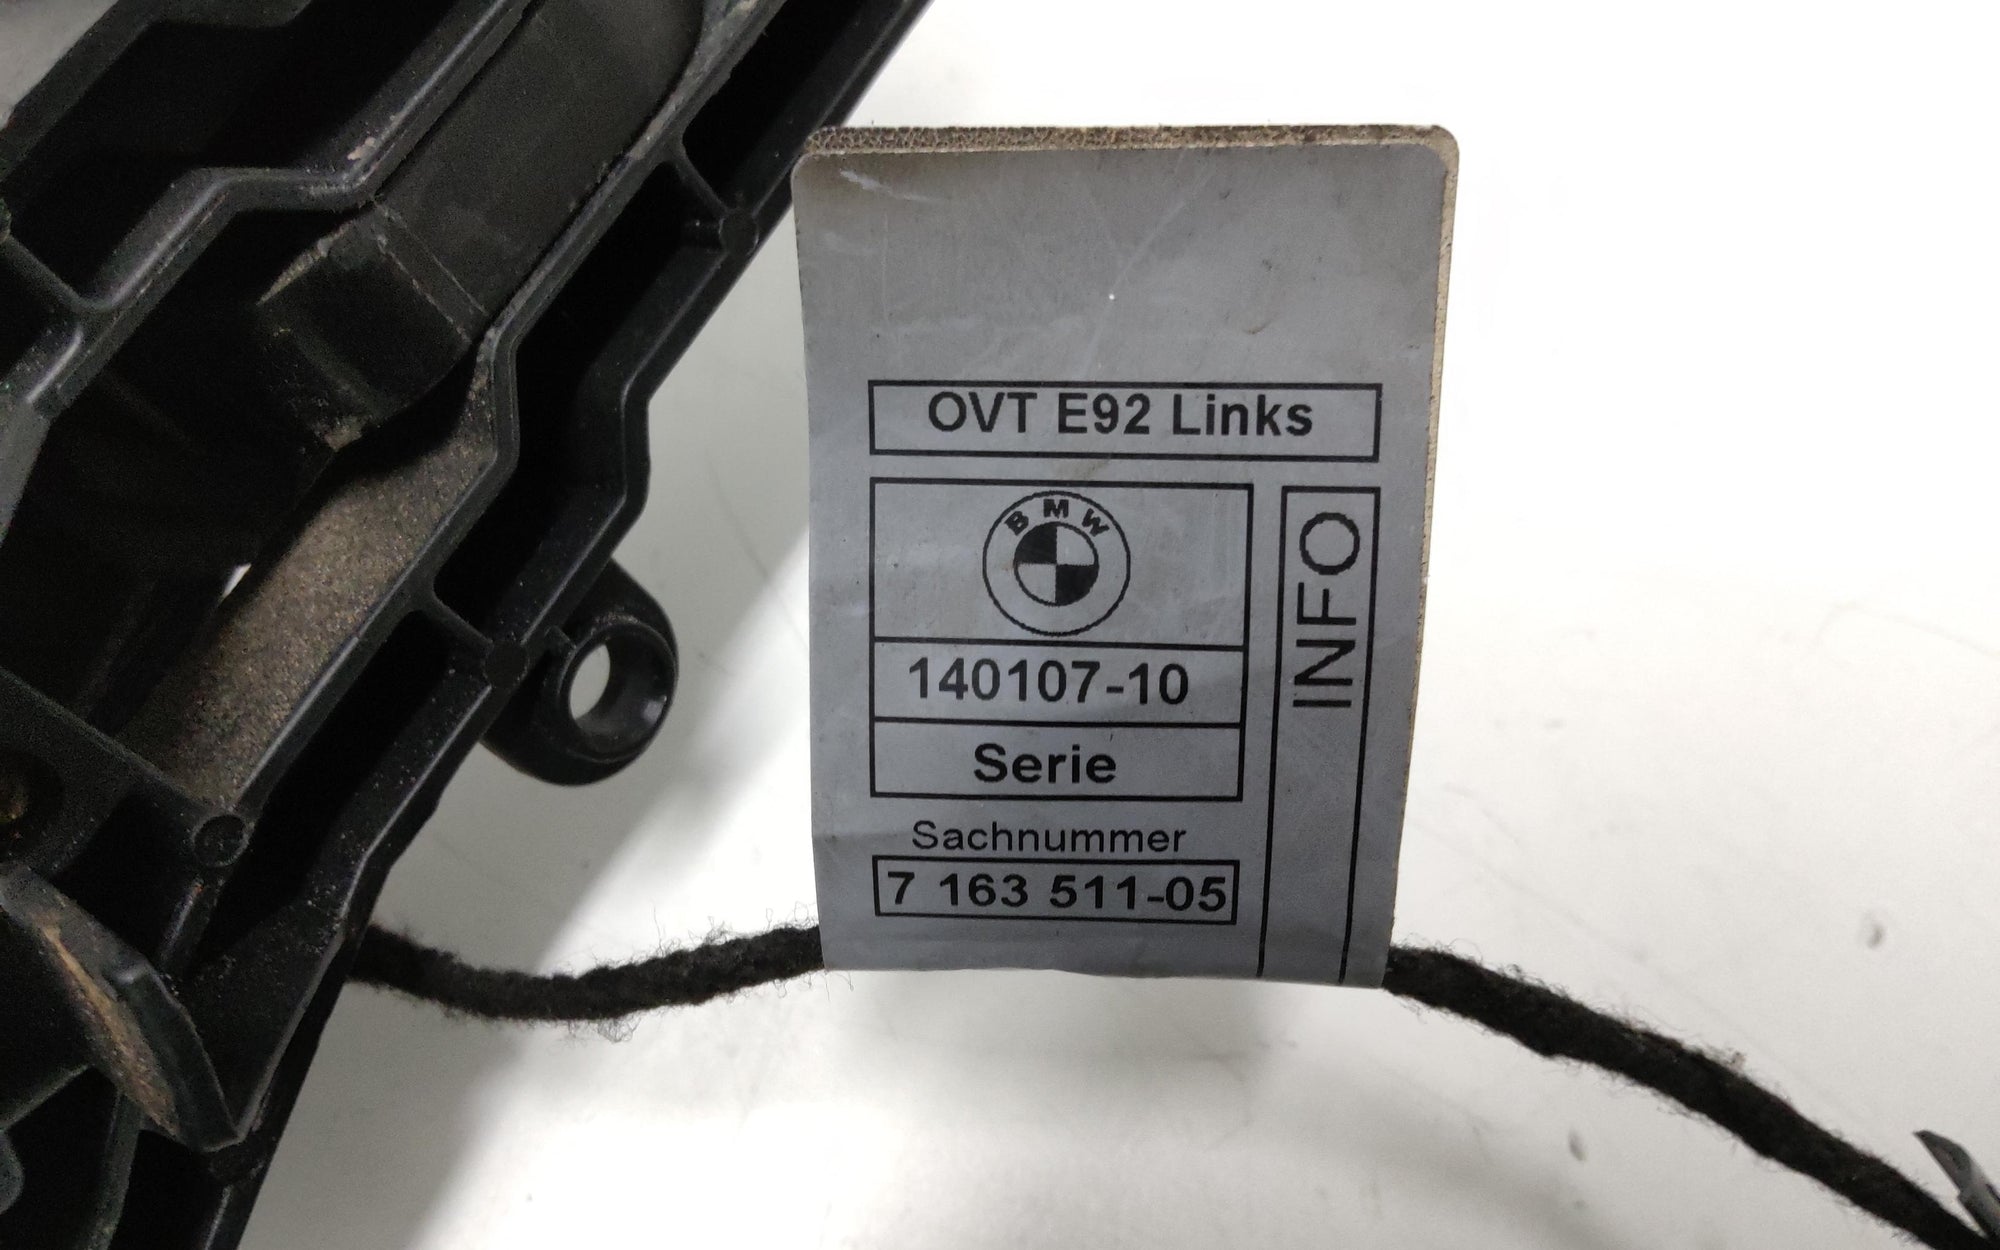 OVT E92 Links
BMW
INFO
140107-10
Serie
Sachnummer
7 163 511-05